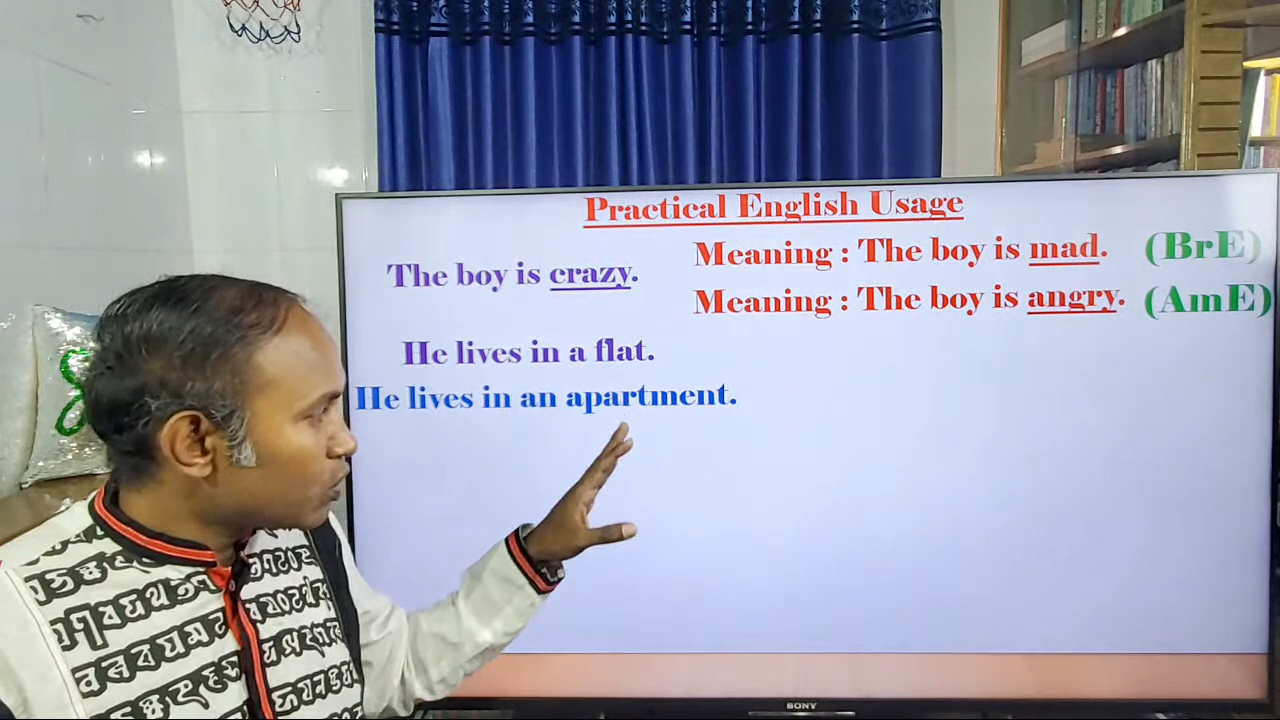 Practical English Usage
The boy is crazy.
Meaning : The boy is mad. (BrE)
Meaning : The boy is angry. (AmE)
He lives in a flat.
He lives in an apartment.
SONY